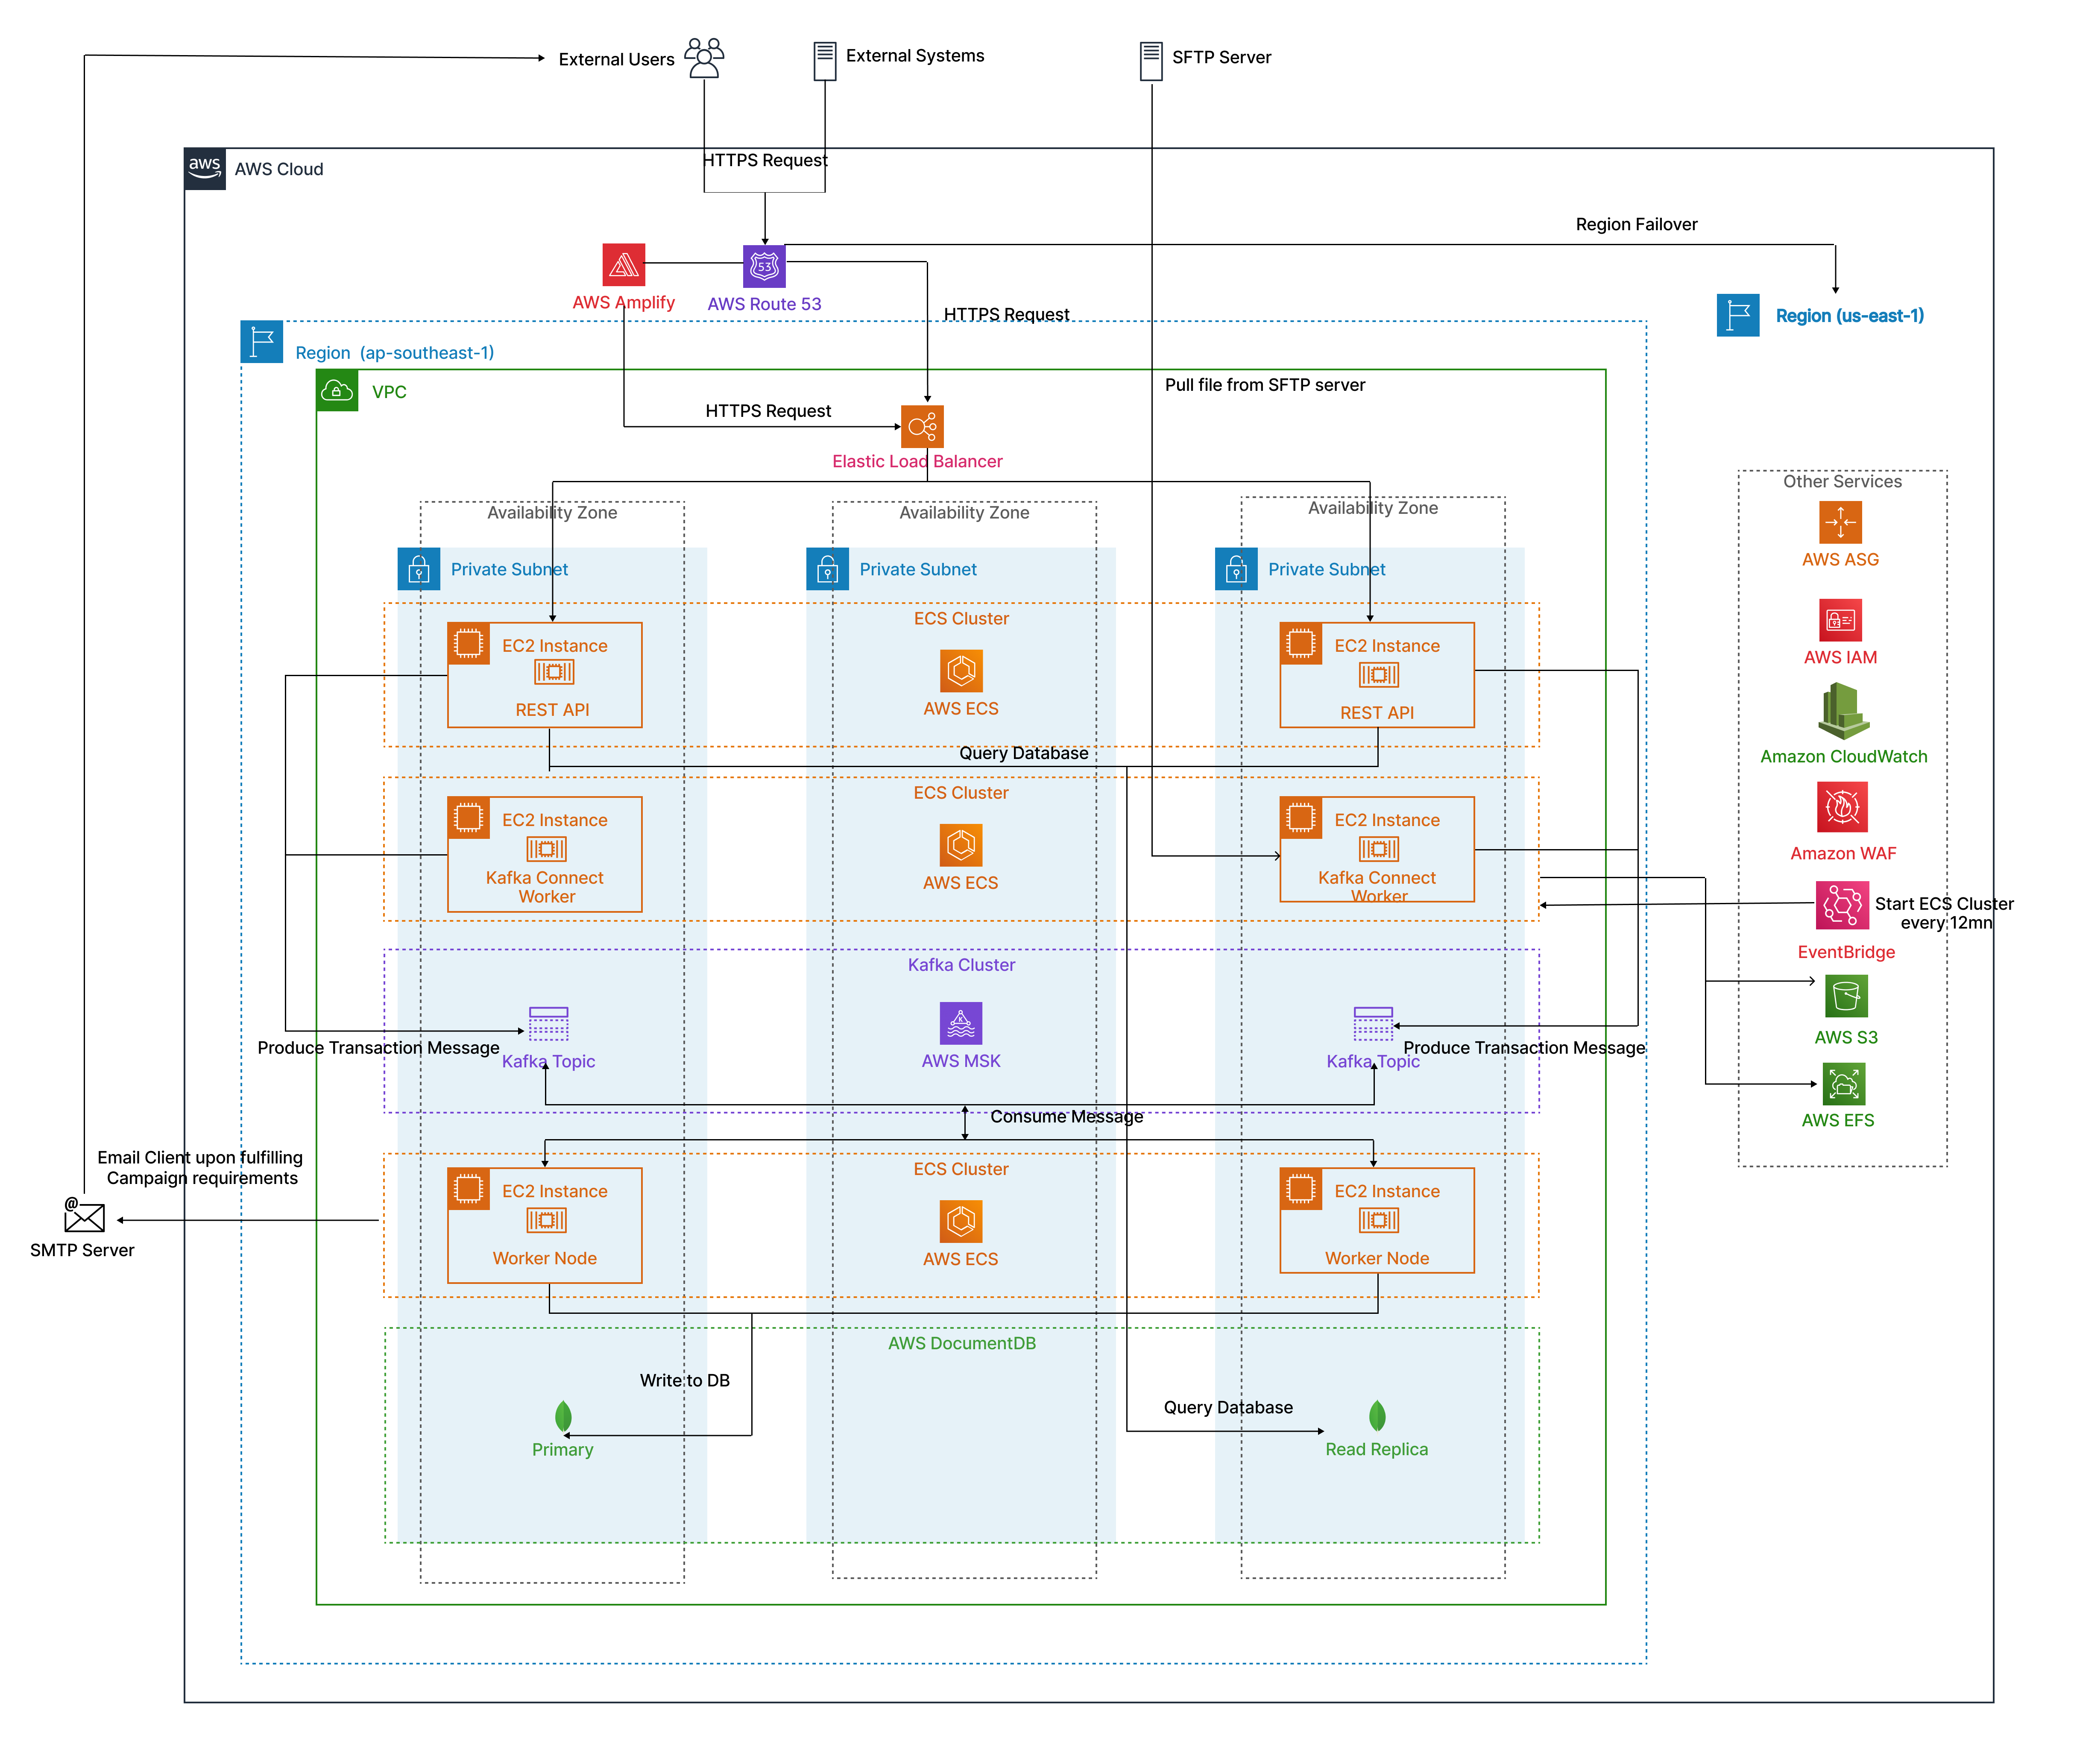 External Users
External Systems
SFTP Server
aws
AWS Cloud
HTTPS Request
Region Failover
53
AWS Amplify
AWS Route 53
HTTPS Request
Region (us-east-1)
Region (ap-southeast-1)
VPC
Pull file from SFTP server
HTTPS Request
Elastic Load Balancer
Other Services
Availability Zone
Availability Zone
Availability Zone
AWS ASG
Private Subnet
Private Subnet
Private Subnet
ECS Cluster
EC2 Instance
EC2 Instance
AWS IAM
REST API
AWS ECS
REST API
Query Database
Amazon CloudWatch
ECS Cluster
EC2 Instance
EC2 Instance
Amazon WAF
Kafka Connect
Worker
AWS ECS
Kafka Connect
Worker
Start ECS Cluster
every 12mn
EventBridge
Kafka Cluster
K
AWS S3
Produce Transaction Message
Produce Transaction Message
Kafka Topic
AWS MSK
Kafka Topic
Consume Message
AWS EFS
Email Client upon fulfilling
Campaign requirements
ECS Cluster
EC2 Instance
EC2 Instance
@
SMTP Server
Worker Node
AWS ECS
Worker Node
AWS DocumentDB
Write to DB
Query Database
Primary
Read Replica